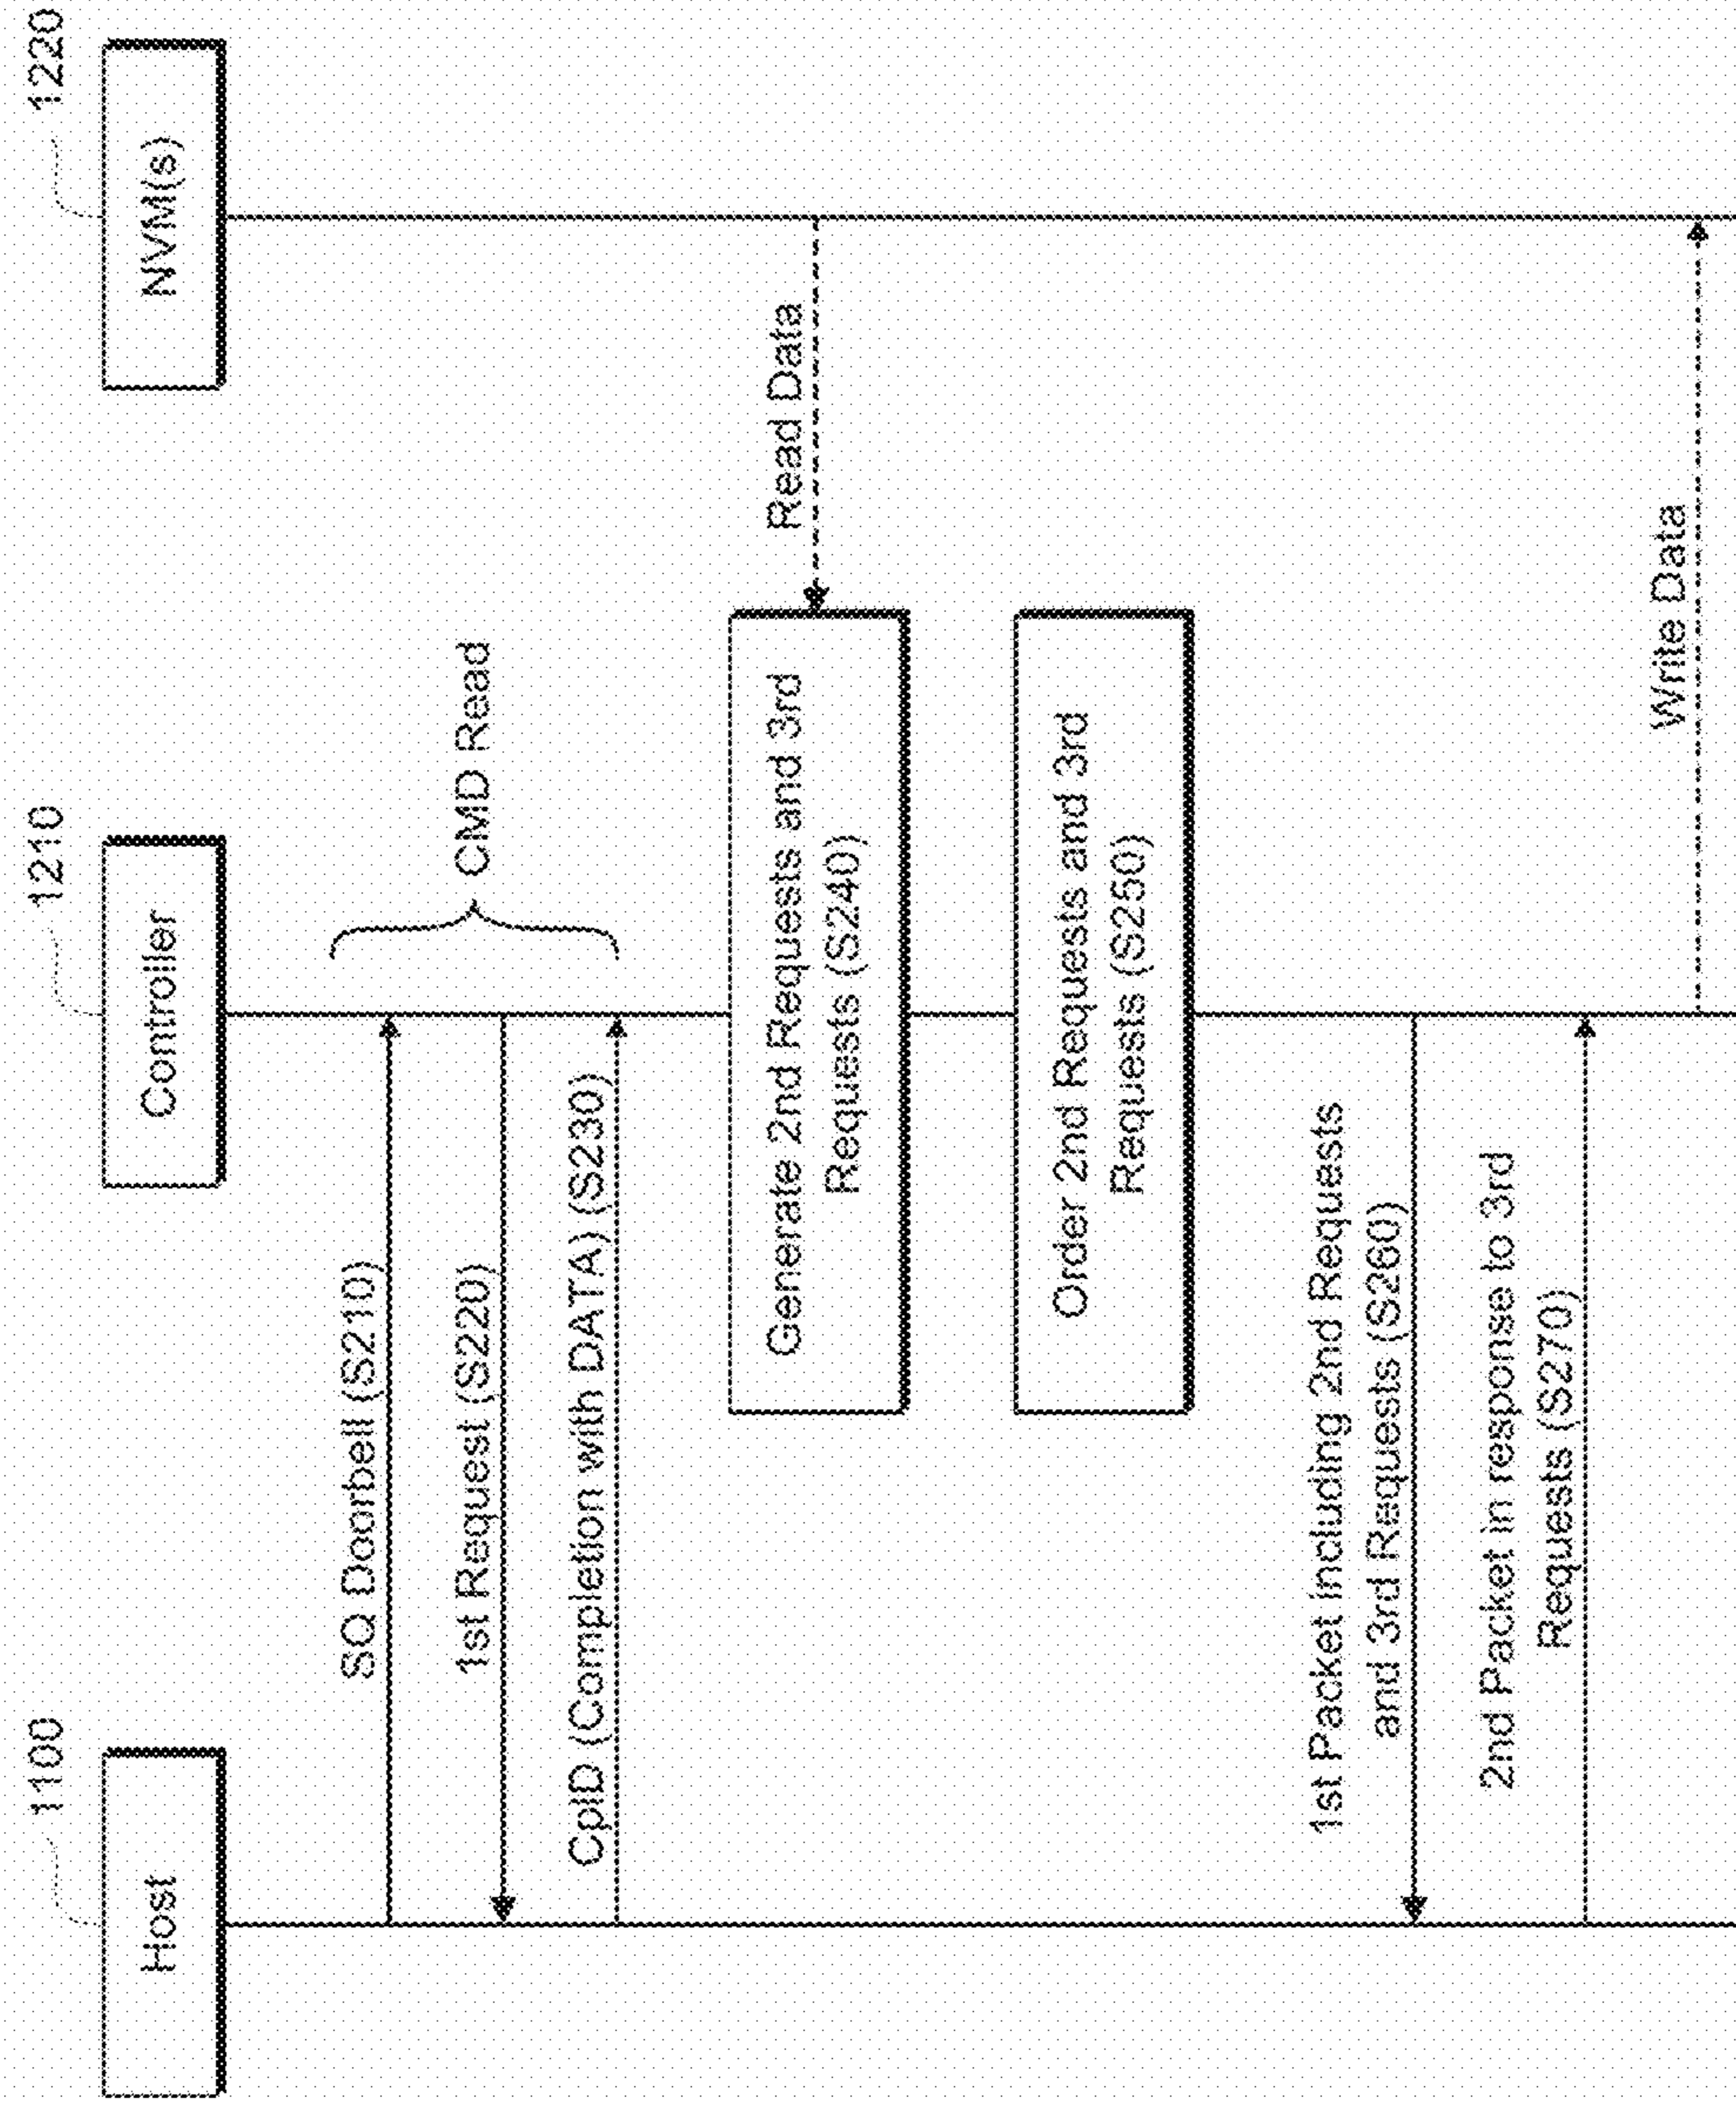 1100
1210
1220
Host
Controller
NVM(s)
SQ Doorbell (S210)
1st Request (S220)
CMD Read
CplD (Completion with DATA) (S230)
Generate 2nd Requests and 3rd
Requests (S240)
Read Data
Order 2nd Requests and 3rd
Requests (S250)
1st Packet including 2nd Requests
and 3rd Requests (S260)
2nd Packet in response to 3rd
Requests (S270)
Write Data